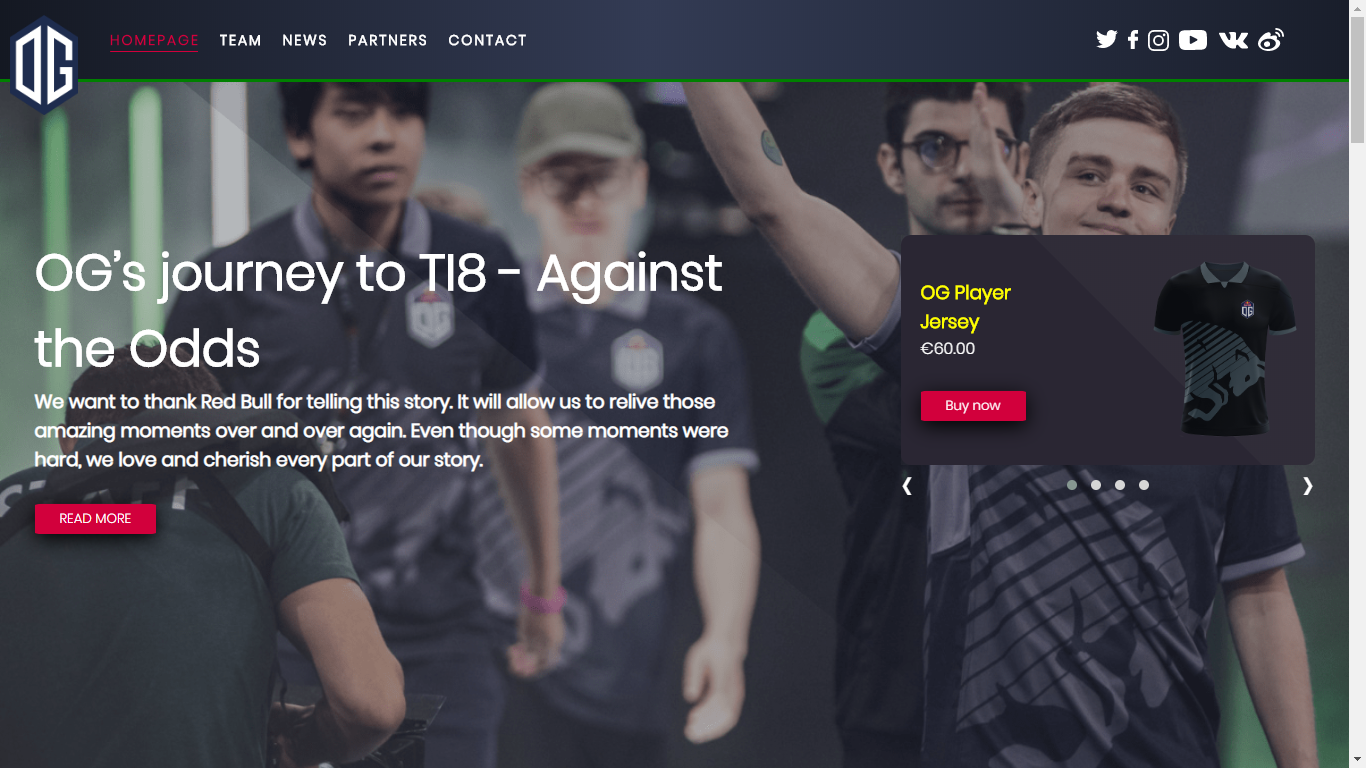 OG
HOMEPAGE TEAM NEWS PARTNERS CONTACT
OG’s journey to TI8 - Against
the Odds
We want to thank Red Bull for telling this story. It will allow us to relive those
amazing moments over and over again. Even though some moments were
hard, we love and cherish every part of our story.
READ MORE
OG Player
Jersey
€60.00
Buy now
OG
OG
OG